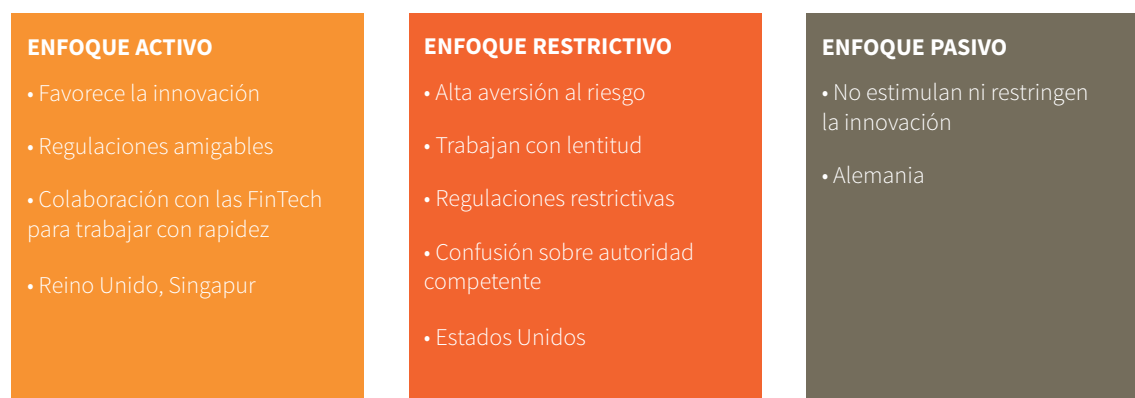 ENFOQUE ACTIVO
• Favorece la innovación
• Regulaciones amigables
• Colaboración con las FinTech
para trabajar con rapidez
• Reino Unido, Singapur
ENFOQUE RESTRICTIVO
• Alta aversión al riesgo
• Trabajan con lentitud
• Regulaciones restrictivas
• Confusión sobre autoridad
competente
• Estados Unidos
ENFOQUE PASIVO
• No estimulan ni restringen
la innovación
• Alemania